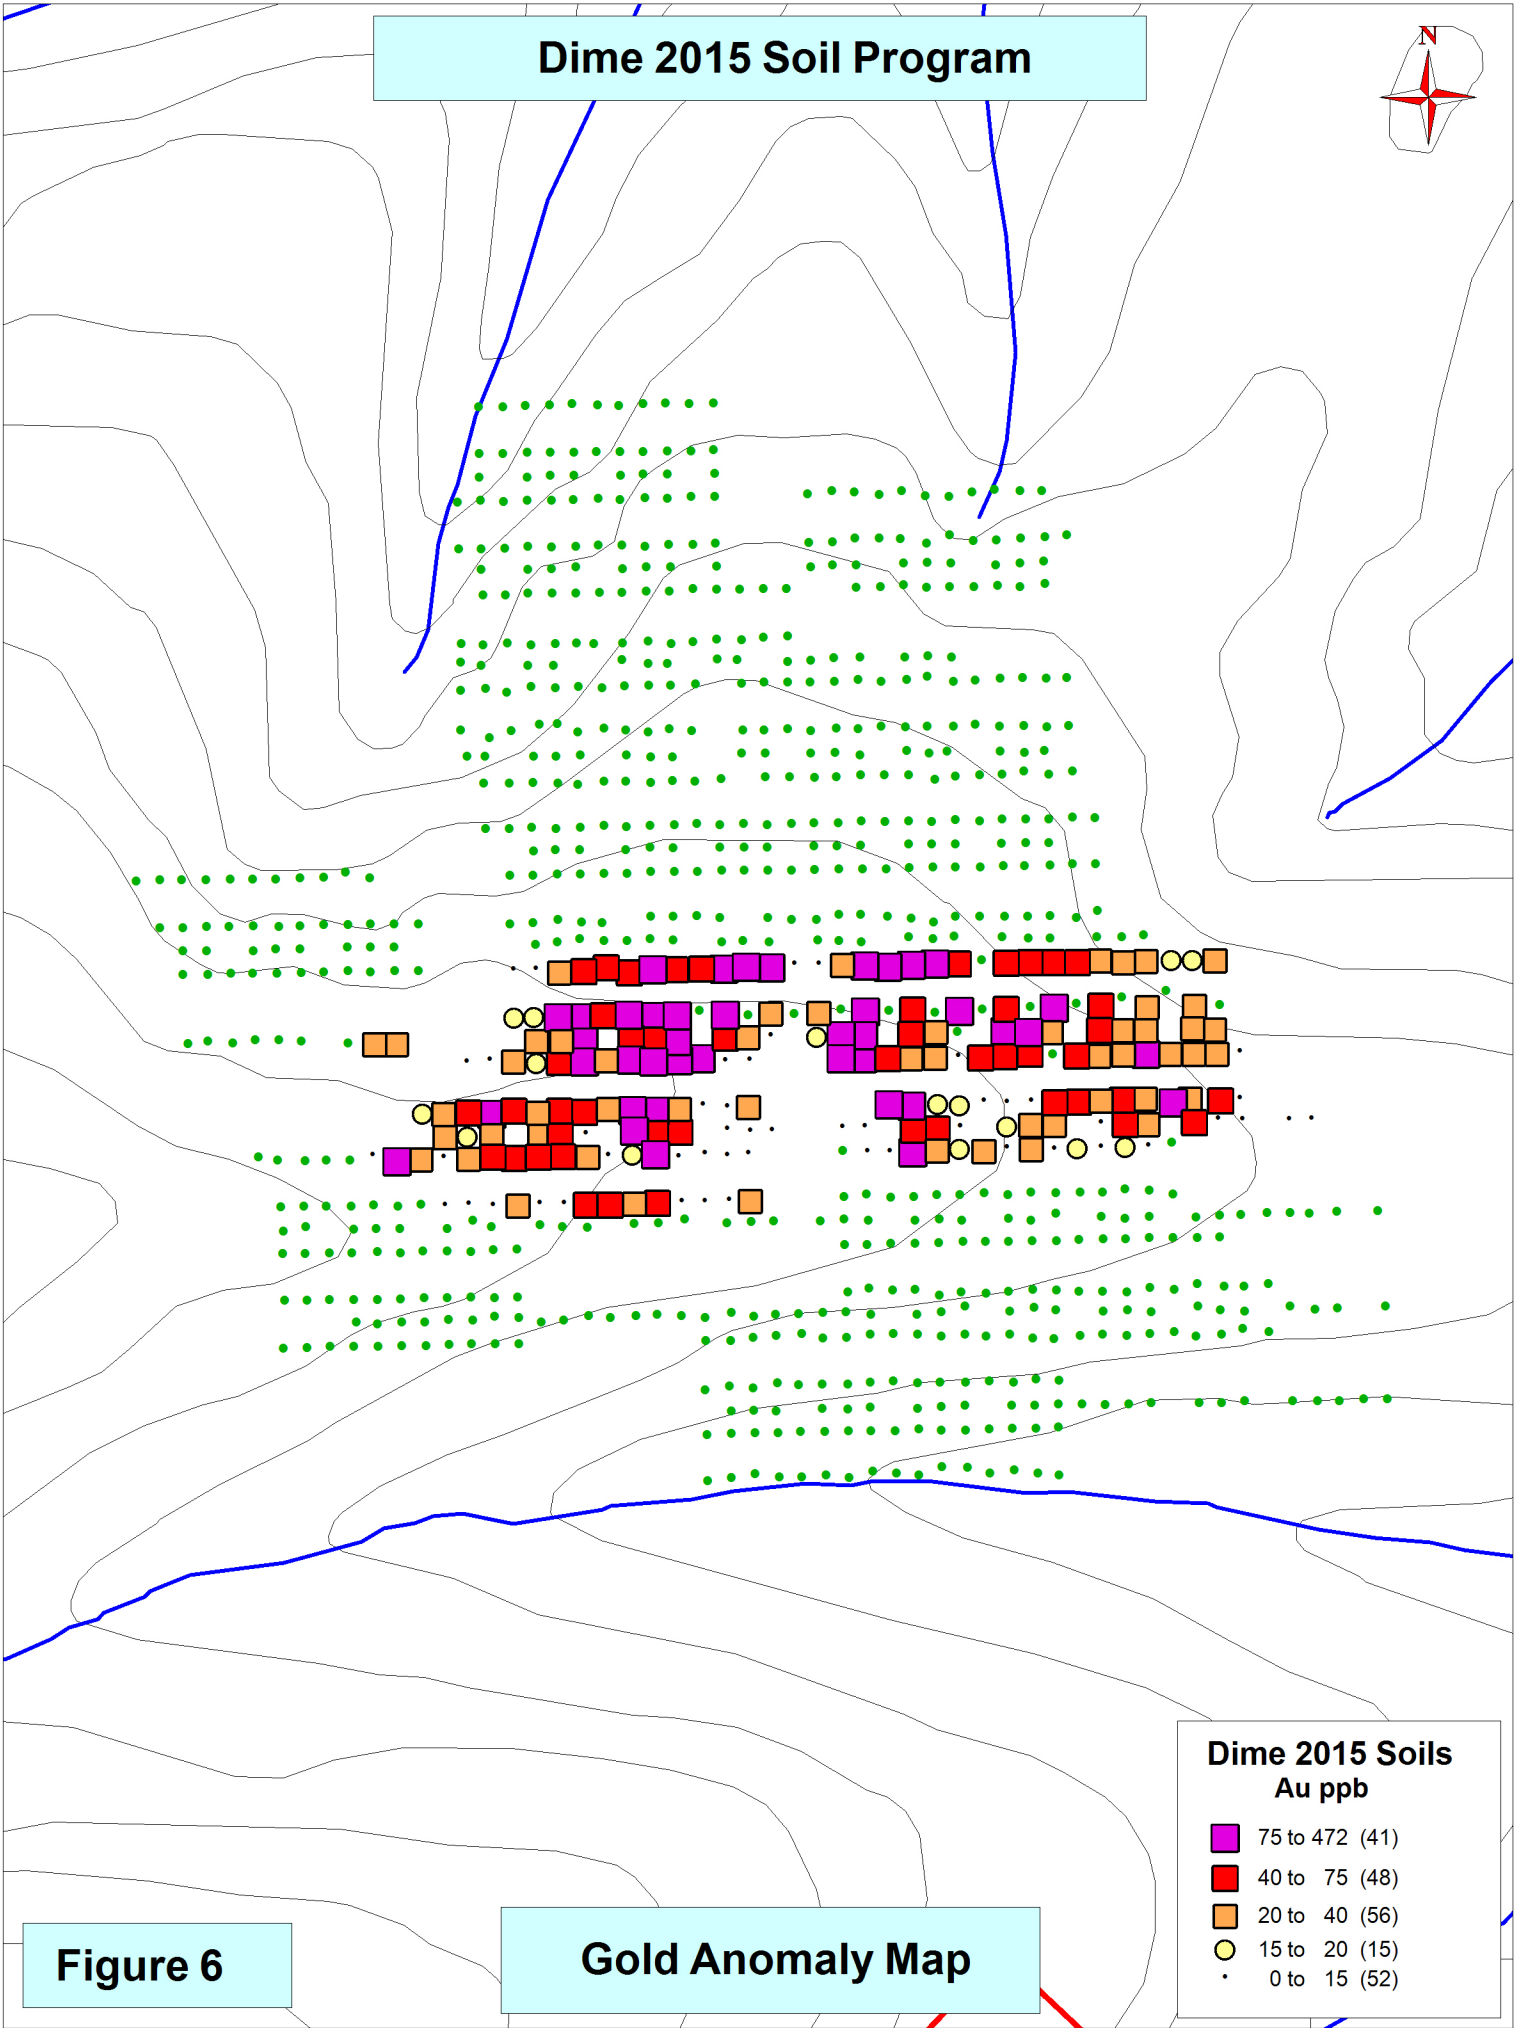 Dime 2015 Soil Program
N
Dime 2015 Soils
Au ppb
75 to 472 (41)
40 to 75 (48)
20 to 40 (56)
15 to 20 (15)
0 to 15 (52)
Figure 6
Gold Anomaly Map